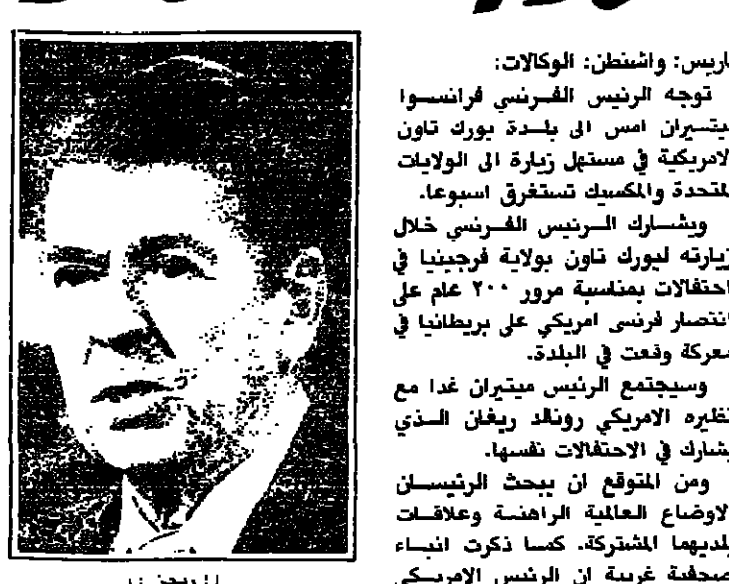 باريس: واشنطن: الوكالات:
توجه الرئيس الفرنسي فرانسوا
ميتسيران امس الى بلدة يورك تاون
الامريكية في مستهل زيارة الى الولايات
المتحدة والمكسيك تستغرق اسبوعا.
ويشارك الرئيس الفرنسي خلال
زيارته ليورك تاون بولاية فرجينيا في
احتفالات بمناسبة مرور ٢٠٠ عام على
انتصار فرنسي امريكي على بريطانيا في
معركة وقعت في البلدة.
وسيجتمع الرئيس ميتيران غدا مع
نظيره الامريكي رونالد ريغان الذي
يشارك في الاحتفالات نفسها.
ومن المتوقع ان يبحث الرئيسان
الاوضاع العالمية الراهنة وعلاقات
بلديهما المشتركة. كما ذكرت انباء
صحفية غربية ان الرئيس الامريكي